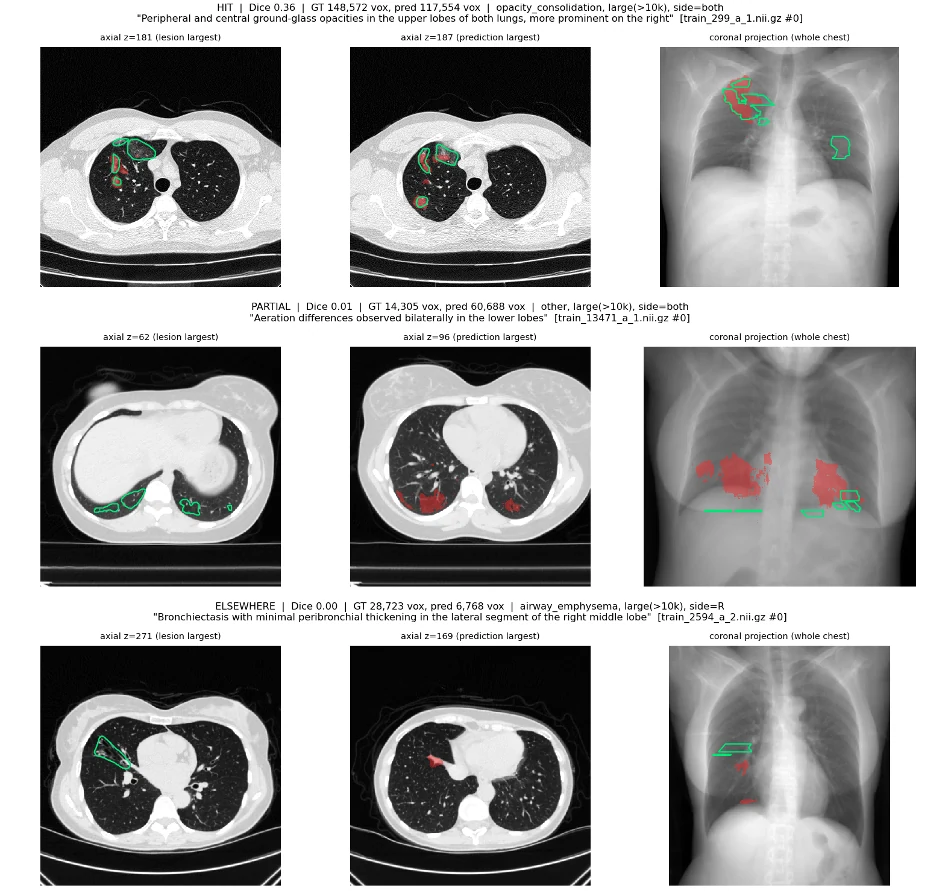 HIT | Dice 0.36 | GT 148,572 vox, pred 117,554 vox | opacity_consolidation, large(>10k), side=both
"Peripheral and central ground-glass opacities in the upper lobes of both lungs, more prominent on the right" [train_299_a_1.nii.gz #0]
axial z=181 (lesion largest)
axial z=187 (prediction largest)
coronal projection (whole chest)
PARTIAL | Dice 0.01 | GT 14,305 vox, pred 60,688 vox | other, large(>10k), side=both
"Aeration differences observed bilaterally in the lower lobes" [train_13471_a_1.nii.gz #0]
axial z=62 (lesion largest)
axial z=96 (prediction largest)
coronal projection (whole chest)
ELSEWHERE | Dice 0.00 | GT 28,723 vox, pred 6,768 vox | airway_emphysema, large(>10k), side=R
"Bronchiectasis with minimal peribronchial thickening in the lateral segment of the right middle lobe" [train_2594_a_2.nii.gz #0]
axial z=271 (lesion largest)
axial z=169 (prediction largest)
coronal projection (whole chest)